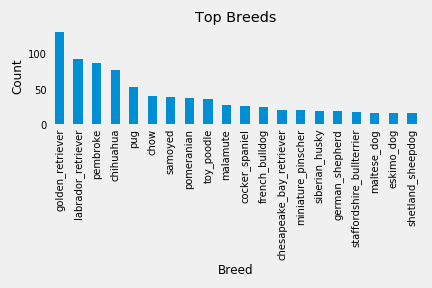 Top Breeds
Count
100
50
0
golden_retriever
labrador_retriever
pembroke
chihuahua
pug
chow
samoyed
pomeranian
toy_poodle
malamute
cocker_spaniel
french_bulldog
chesapeake_bay_retriever
miniature_pinscher
siberian_husky
german_shepherd
staffordshire_bullterrier
maltese_dog
eskimo_dog
shetland_sheepdog
Breed